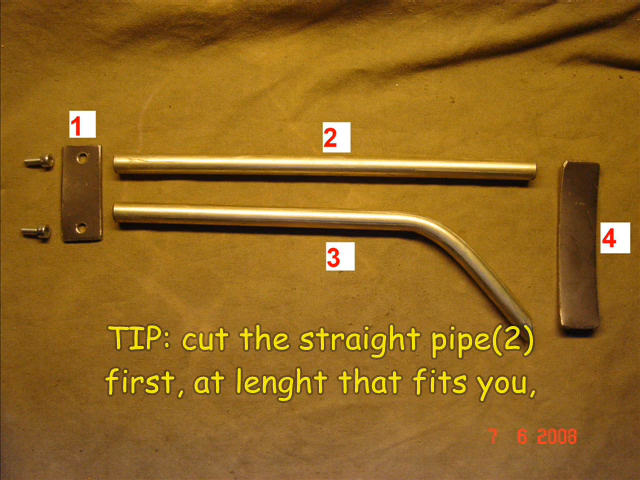 1
2
3
4
TIP: cut the straight pipe(2)
first, at lenght that fits you,
7 6 2008